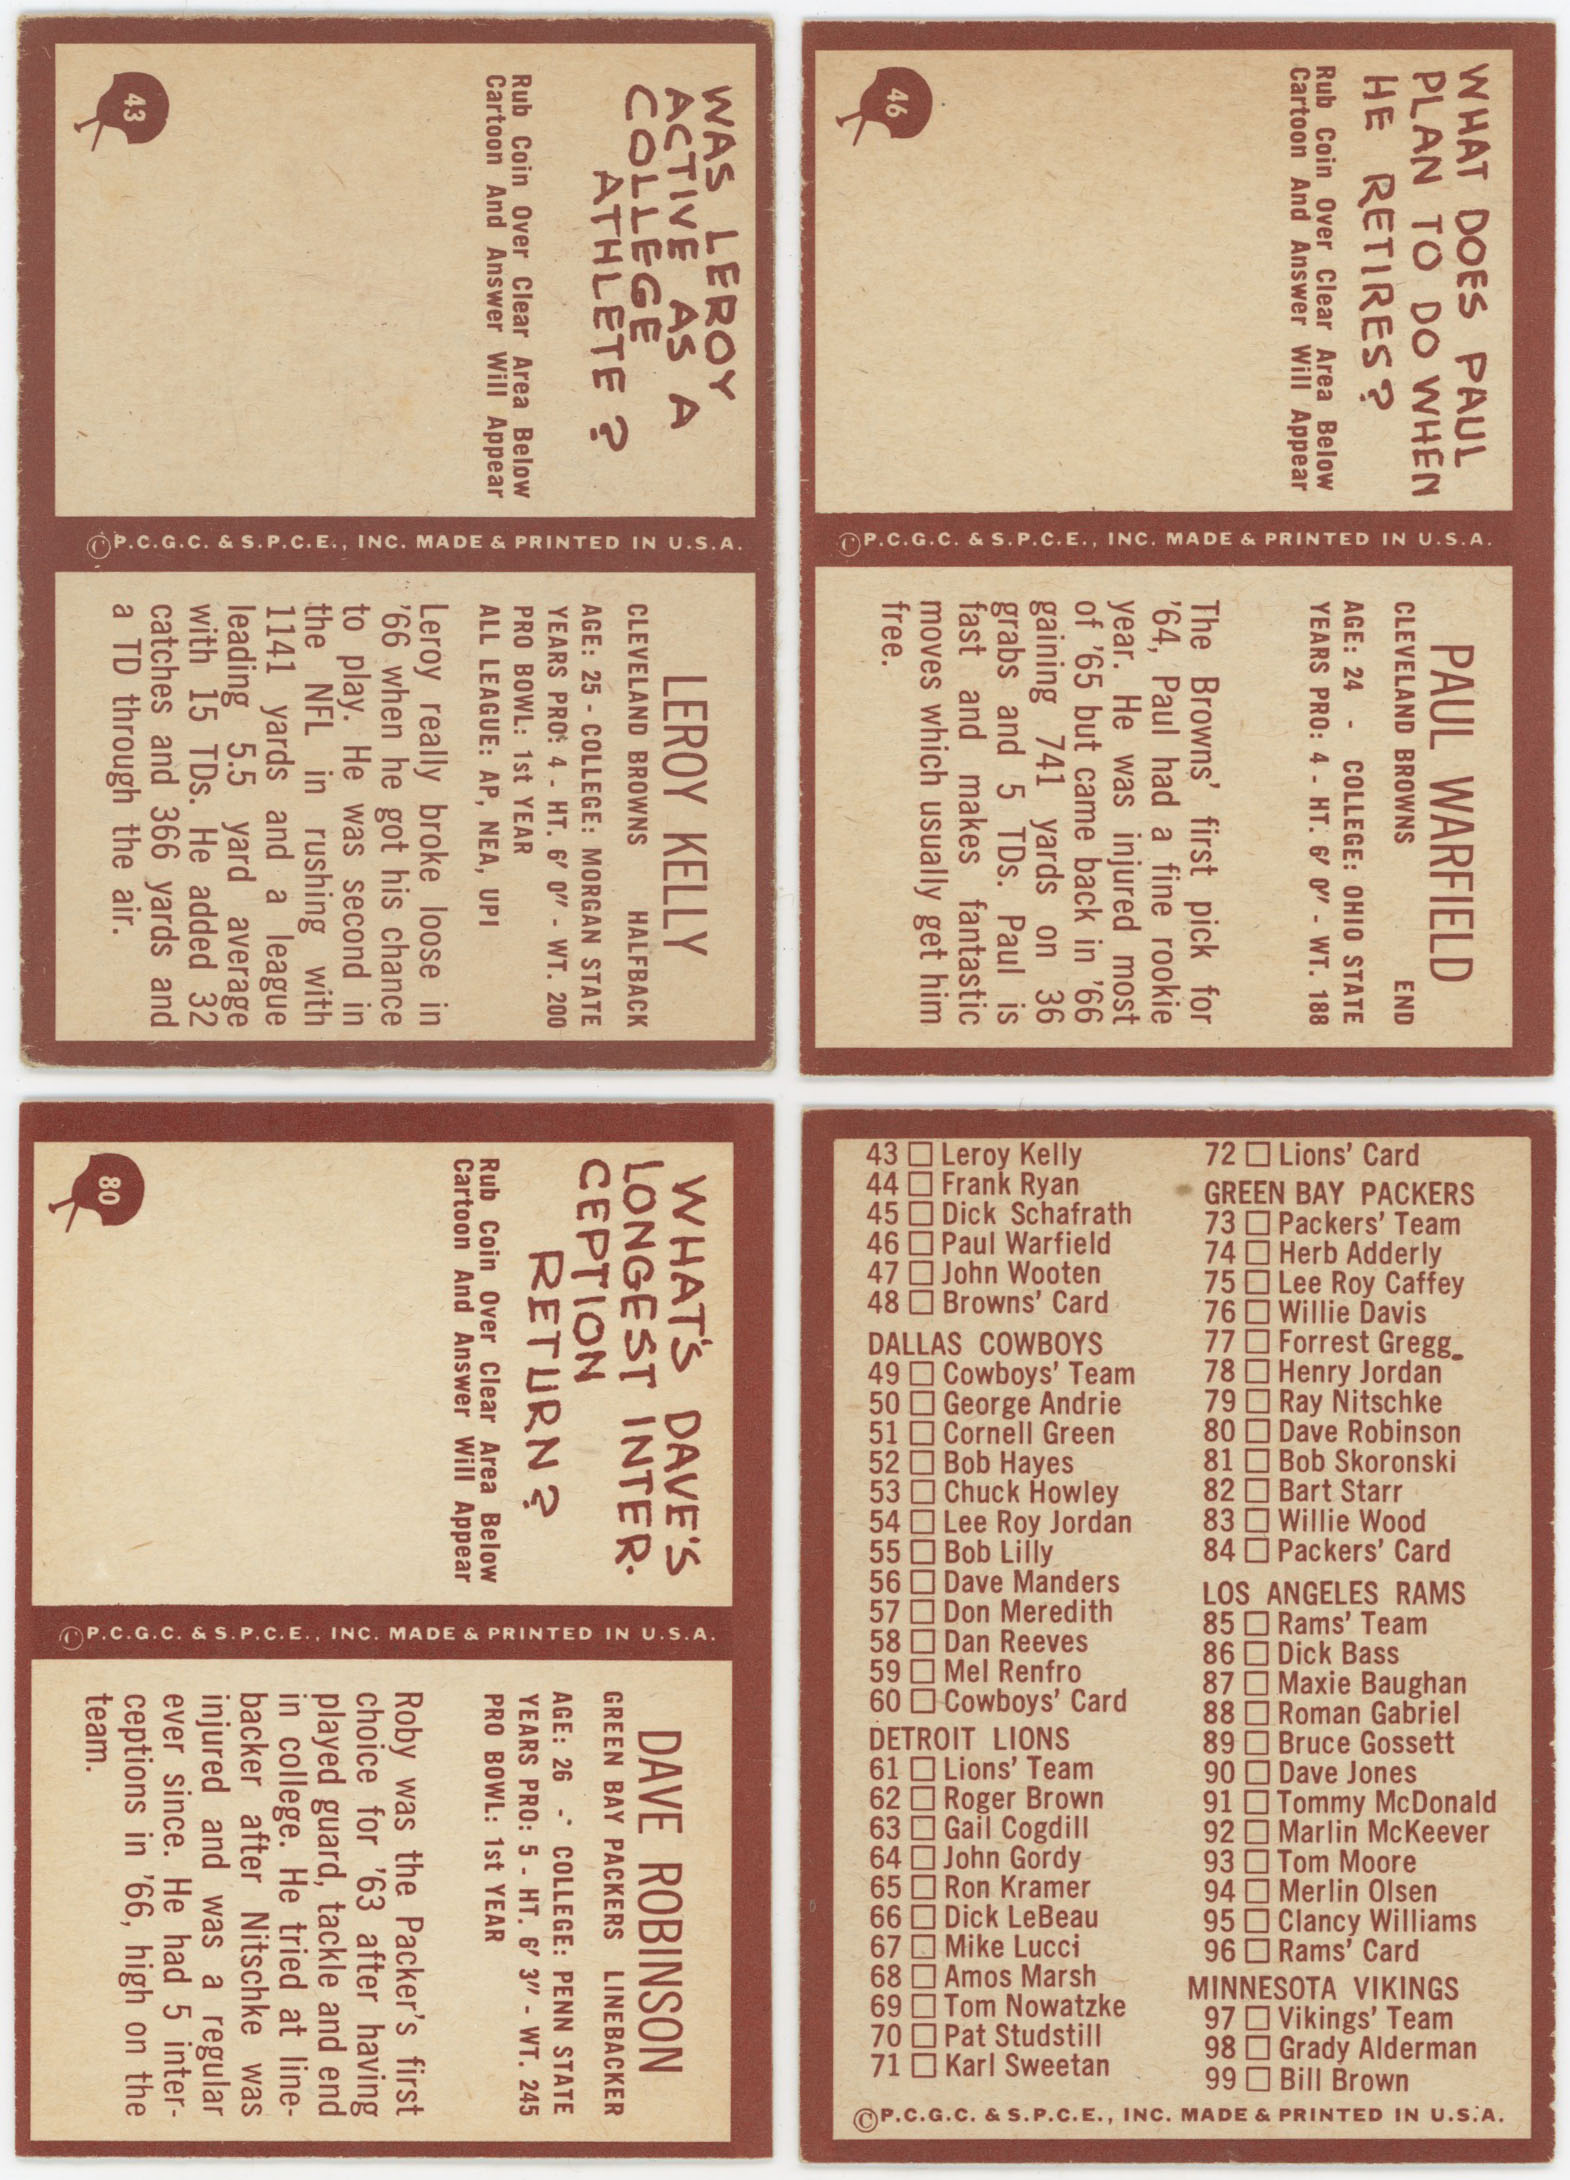 WAS LEROY
ACTIVE AS A
COLLEGE
ATHLETE?
Rub Coin Over Clear Area Below
Cartoon And Answer Will Appear
43
©P.C.G.C. & S.P.C.E., INC. MADE & PRINTED IN U.S.A.
LEROY KELLY
CLEVELAND BROWNS HALFBACK
AGE: 25 - COLLEGE: MORGAN STATE
YEARS PRO: 4 - HT. 6' 0" - WT. 200
PRO BOWL: 1st YEAR
ALL LEAGUE: AP, NEA, UPI
Leroy really broke loose in
'66 when he got his chance
to play. He was second in
the NFL in rushing with
1141 yards and a league
leading 5.5 yard average
with 15 TDs. He added 32
catches and 366 yards and
a TD through the air.
WHAT DOES PAUL
PLAN TO DO WHEN
HE RETIRES?
Rub Coin Over Clear Area Below
Cartoon And Answer Will Appear
46
©P.C.G.C. & S.P.C.E., INC. MADE & PRINTED IN U.S.A.
PAUL WARFIELD
CLEVELAND BROWNS END
AGE: 24 - COLLEGE: OHIO STATE
YEARS PRO: 4 - HT. 6' 0" - WT. 188
The Browns' first pick for
'64, Paul had a fine rookie
year. He was injured most
of '65 but came back in '66
gaining 741 yards on 36
grabs and 5 TDs. Paul is
fast and makes fantastic
moves which usually get him
free.
WHAT'S DAVE'S
LONGEST INTER.
CEPTION
RETURN?
Rub Coin Over Clear Area Below
Cartoon And Answer Will Appear
80
©P.C.G.C. & S.P.C.E., INC. MADE & PRINTED IN U.S.A.
DAVE ROBINSON
GREEN BAY PACKERS LINEBACKER
AGE: 26 - COLLEGE: PENN STATE
YEARS PRO: 5 - HT. 6' 3" - WT. 245
PRO BOWL: 1st YEAR
Roby was the Packer's first
choice for '63 after having
played guard, tackle and end
in college. He tried at line-
backer after Nitschke was
injured and was a regular
ever since. He had 5 inter-
ceptions in '66, high on the
team.
43 Leroy Kelly
44 Frank Ryan
45 Dick Schafrath
46 Paul Warfield
47 John Wooten
48 Browns' Card
DALLAS COWBOYS
49 Cowboys' Team
50 George Andrie
51 Cornell Green
52 Bob Hayes
53 Chuck Howley
54 Lee Roy Jordan
55 Bob Lilly
56 Dave Manders
57 Don Meredith
58 Dan Reeves
59 Mel Renfro
60 Cowboys' Card
DETROIT LIONS
61 Lions' Team
62 Roger Brown
63 Gail Cogdill
64 John Gordy
65 Ron Kramer
66 Dick LeBeau
67 Mike Lucci
68 Amos Marsh
69 Tom Nowatzke
70 Pat Studstill
71 Karl Sweetan
72 Lions' Card
GREEN BAY PACKERS
73 Packers' Team
74 Herb Adderly
75 Lee Roy Caffey
76 Willie Davis
77 Forrest Gregg
78 Henry Jordan
79 Ray Nitschke
80 Dave Robinson
81 Bob Skoronski
82 Bart Starr
83 Willie Wood
84 Packers' Card
LOS ANGELES RAMS
85 Rams' Team
86 Dick Bass
87 Maxie Baughan
88 Roman Gabriel
89 Bruce Gossett
90 Dave Jones
91 Tommy McDonald
92 Marlin McKeever
93 Tom Moore
94 Merlin Olsen
95 Clancy Williams
96 Rams' Card
MINNESOTA VIKINGS
97 Vikings' Team
98 Grady Alderman
99 Bill Brown
©P.C.G.C. & S.P.C.E., INC. MADE & PRINTED IN U.S.A.